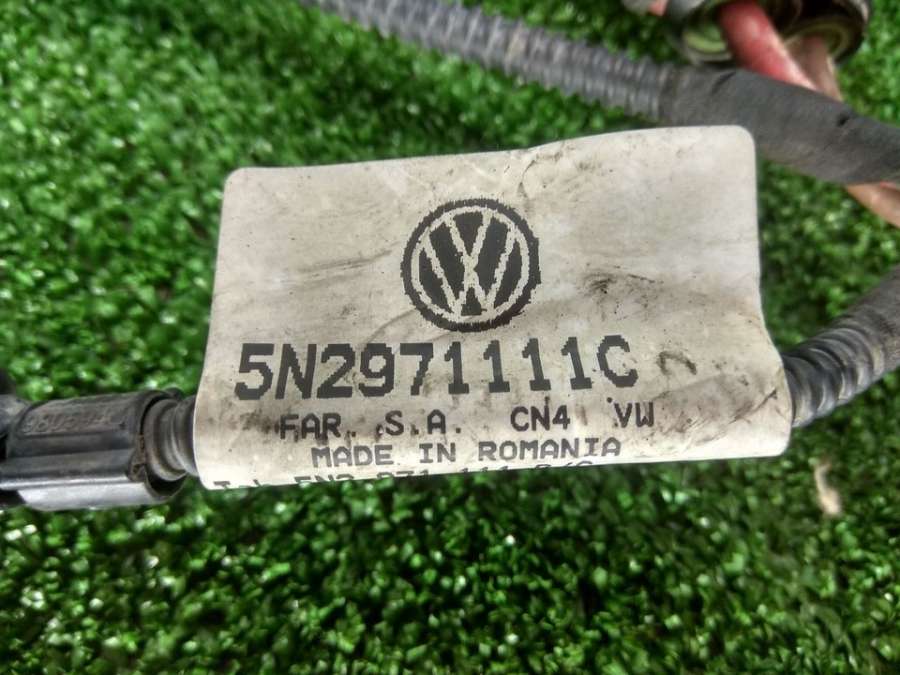 5N2971111C
FAR. S.A. CN4 VW
MADE IN ROMANIA